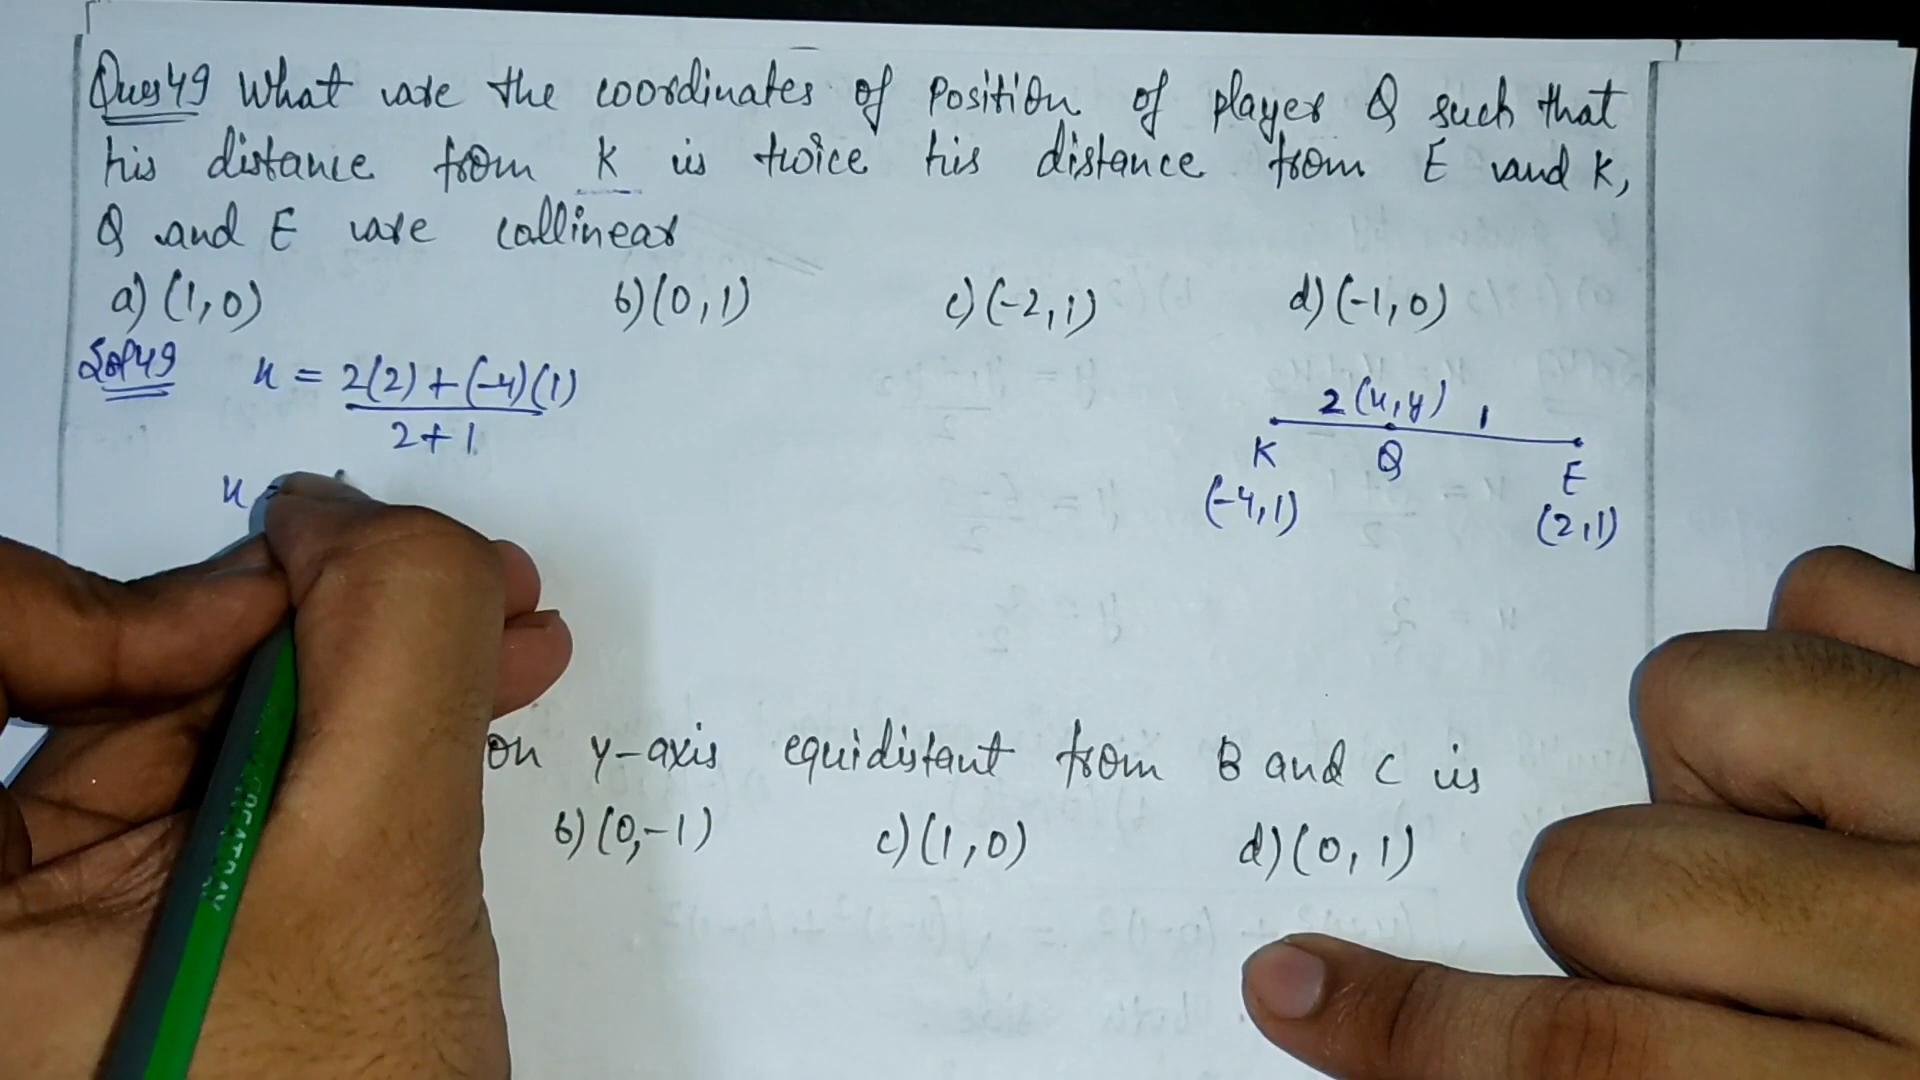 Ques 49 What are the coordinates of Position of player Q such that
his distance from K is twice his distance from E and K,
Q and E are collinear
a) (1,0) b) (0,1) c) (-2,1) d) (-1,0)
Sol 49 x = 2(2)+(-4)(1)
2+1
x =
2 (x,y) 1
K Q E
(-4,1) (2,1)
on y-axis equidistant from B and C is
b) (0,-1) c) (1,0) d) (0,1)